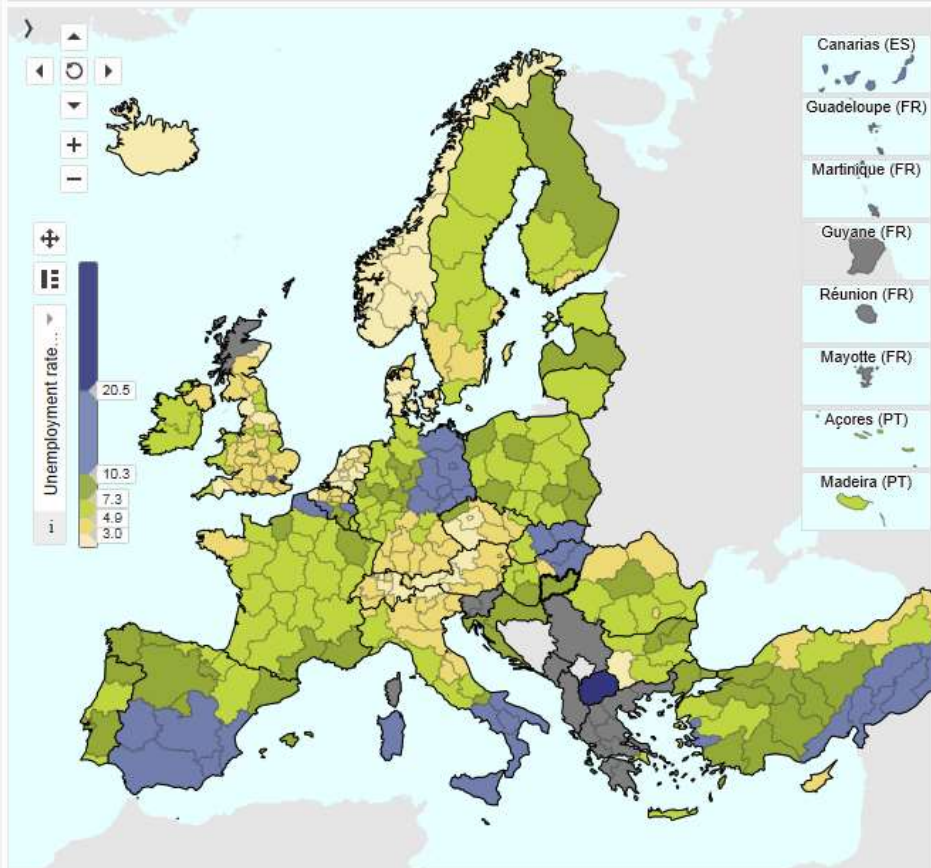 Canarias (ES)
Guadeloupe (FR)
Martinique (FR)
Guyane (FR)
Réunion (FR)
Mayotte (FR)
Açores (PT)
Madeira (PT)
Unemployment rate...
i
20.5
10.3
7.3
4.9
3.0